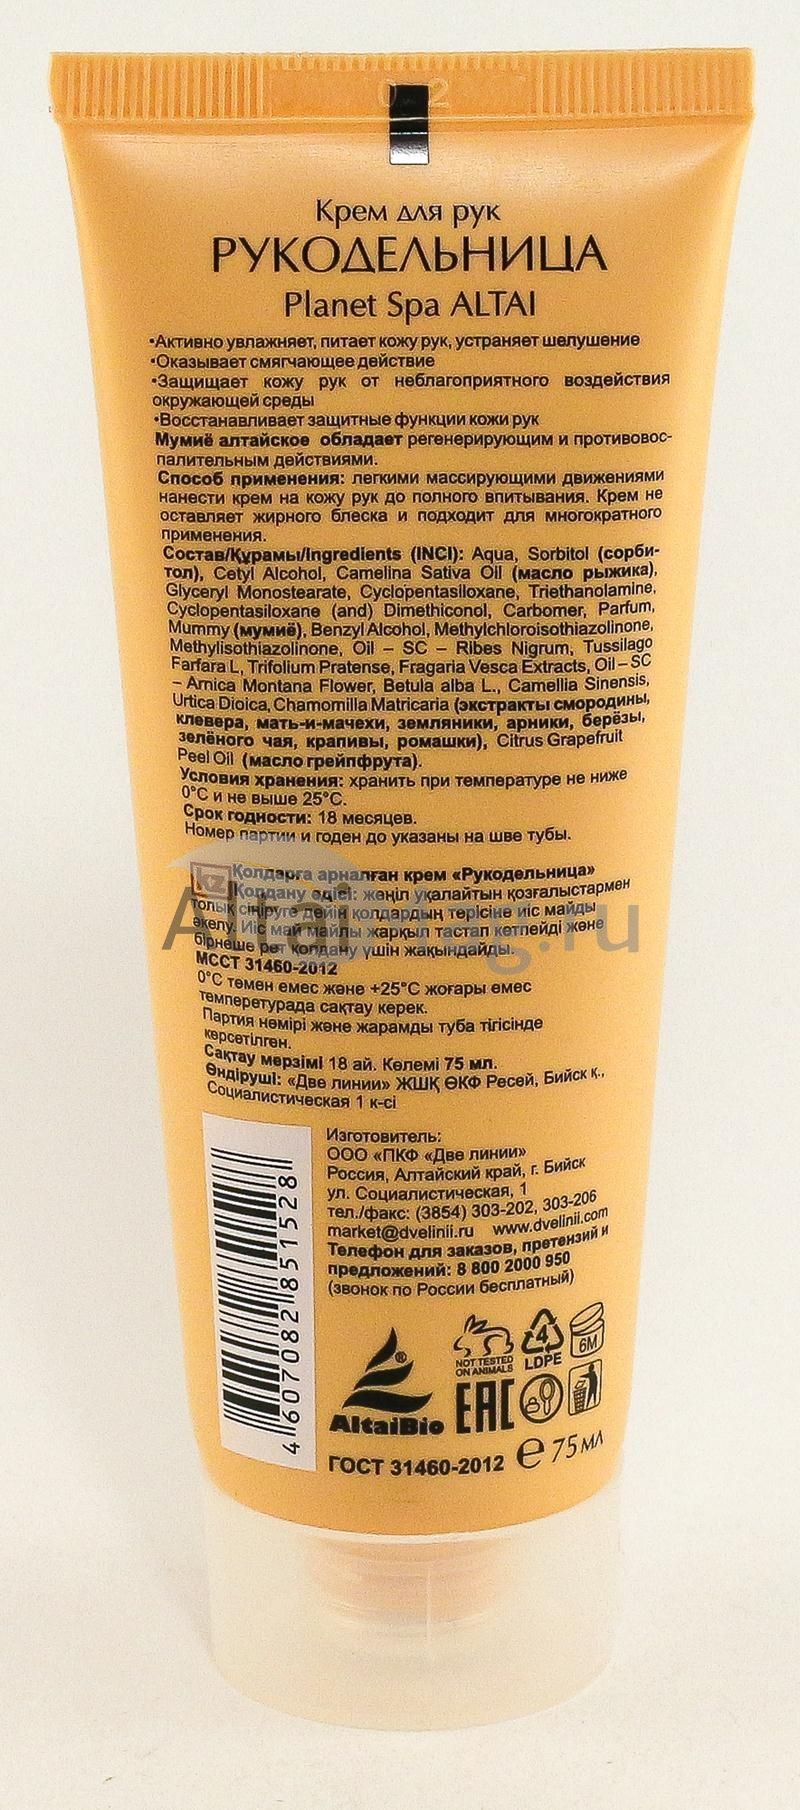 Крем для рук
РУКОДЕЛЬНИЦА
Planet Spa ALTAI
•Активно увлажняет, питает кожу рук, устраняет шелушение
•Оказывает смягчающее действие
•Защищает кожу рук от неблагоприятного воздействия
окружающей среды
•Восстанавливает защитные функции кожи рук
Мумиё алтайское обладает регенерирующим и противовос-
палительным действиями.
Способ применения: легкими массирующими движениями
нанести крем на кожу рук до полного впитывания. Крем не
оставляет жирного блеска и подходит для многократного
применения.
Состав/Құрамы/Ingredients (INCI): Aqua, Sorbitol (сорби-
тол), Cetyl Alcohol, Camelina Sativa Oil (масло рыжика),
Glyceryl Monostearate, Cyclopentasiloxane, Triethanolamine,
Cyclopentasiloxane (and) Dimethiconol, Carbomer, Parfum,
Mummy (мумиё), Benzyl Alcohol, Methylchloroisothiazolinone,
Methylisothiazolinone, Oil – SC – Ribes Nigrum, Tussilago
Farfara L, Trifolium Pratense, Fragaria Vesca Extracts, Oil – SC
– Arnica Montana Flower, Betula alba L., Camellia Sinensis,
Urtica Dioica, Chamomilla Matricaria (экстракты смородины,
клевера, мать-и-мачехи, земляники, арники, берёзы,
зелёного чая, крапивы, ромашки), Citrus Grapefruit
Peel Oil (масло грейпфрута).
Условия хранения: хранить при температуре не ниже
0°С и не выше 25°С.
Срок годности: 18 месяцев.
Номер партии и годен до указаны на шве тубы.
kz Қолдарға арналған крем «Рукодельница»
Қолдану әдісі: жеңіл уқалайтын қозғалыстармен
толық сіңіруге дейін қолдардың терісіне иіс майды
әкелу. Иіс май майлы жарқыл тастап кетпейді және
бірнеше рет қолдану үшін жақындайды.
МССТ 31460-2012
0°С төмен емес және +25°С жоғары емес
температурада сақтау керек.
Партия нөмірі және жарамды туба тігісінде
көрсетілген.
Сақтау мерзімі 18 ай. Көлемі 75 мл.
Өндіруші: «Две линии» ЖШҚ ӨКФ Ресей, Бийск қ.,
Социалистическая 1 к-сі
Изготовитель:
ООО «ПКФ «Две линии»
Россия, Алтайский край, г. Бийск
ул. Социалистическая, 1
тел./факс: (3854) 303-202, 303-206
market@dvelinii.ru www.dvelinii.com
Телефон для заказов, претензий и
предложений: 8 800 2000 950
(звонок по России бесплатный)
4 607082 851528
NOT TESTED
ON ANIMALS
4
LDPE
6M
AltaiBio ®
EAC
ГОСТ 31460-2012 e 75мл